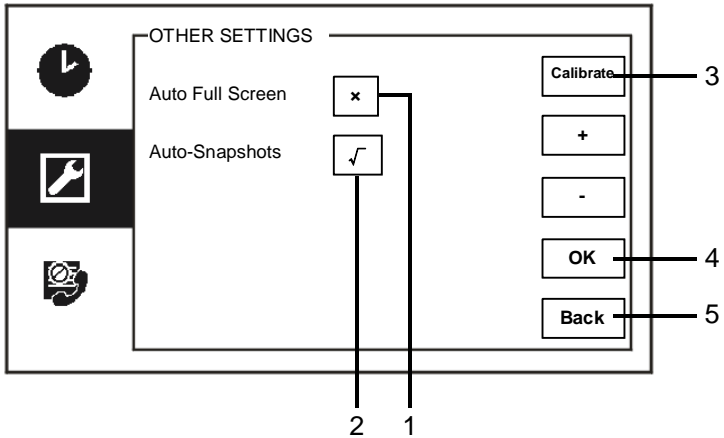 OTHER SETTINGS
Auto Full Screen
×
Auto-Snapshots
√
Calibrate
+
-
OK
Back
3
4
5
2
1